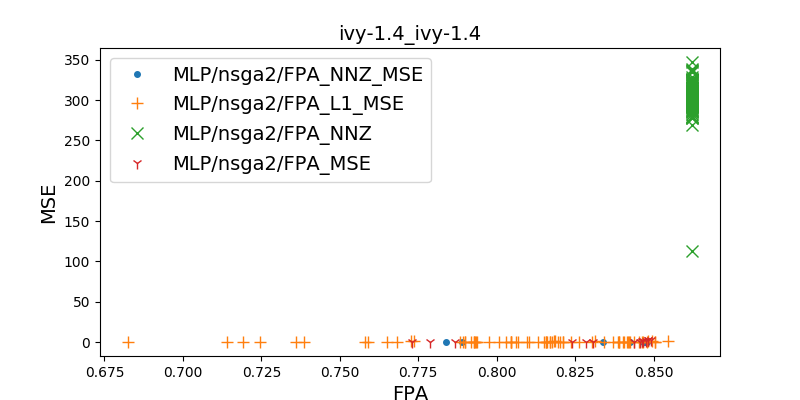 ivy-1.4_ivy-1.4
MLP/nsga2/FPA_NNZ_MSE
MLP/nsga2/FPA_L1_MSE
MLP/nsga2/FPA_NNZ
MLP/nsga2/FPA_MSE
MSE
350
300
250
200
150
100
50
0
0.675 0.700 0.725 0.750 0.775 0.800 0.825 0.850
FPA